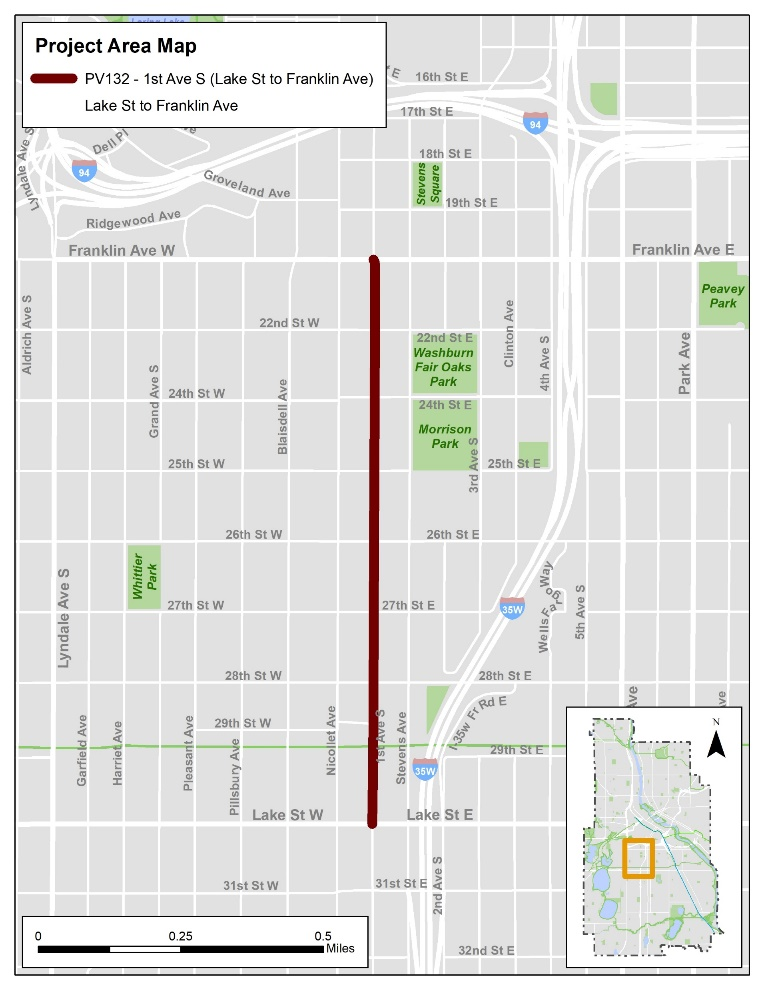 Loring Lake
Project Area Map
PV132 - 1st Ave S (Lake St to Franklin Ave)
Lake St to Franklin Ave
E
16th St E
17th St E
94
18th St E
Stevens
Square
19th St E
Lyndale Ave S
Dell Pl
94
Groveland Ave
Ridgewood Ave
Franklin Ave W
Franklin Ave E
Peavey
Park
Aldrich Ave S
22nd St W
22nd St E
Washburn
Fair Oaks
Park
Clinton Ave
4th Ave S
Park Ave
Grand Ave S
24th St W
Blaisdell Ave
24th St E
Morrison
Park
3rd Ave S
25th St W
25th St E
26th St W
26th St E
Whittier
Park
Lyndale Ave S
27th St W
27th St E
35W
Wells Fargo Way
5th Ave S
28th St W
28th St E
I-35w Fr Rd E
Ave
ve
Garfield Ave
Harriet Ave
Pleasant Ave
29th St W
Pillsbury Ave
Nicollet Ave
1st Ave S
Stevens Ave
29th St E
35W
Lake St W
Lake St E
31st St W
31st St E
2nd Ave S
32nd St E
N
0
0.25
0.5
Miles